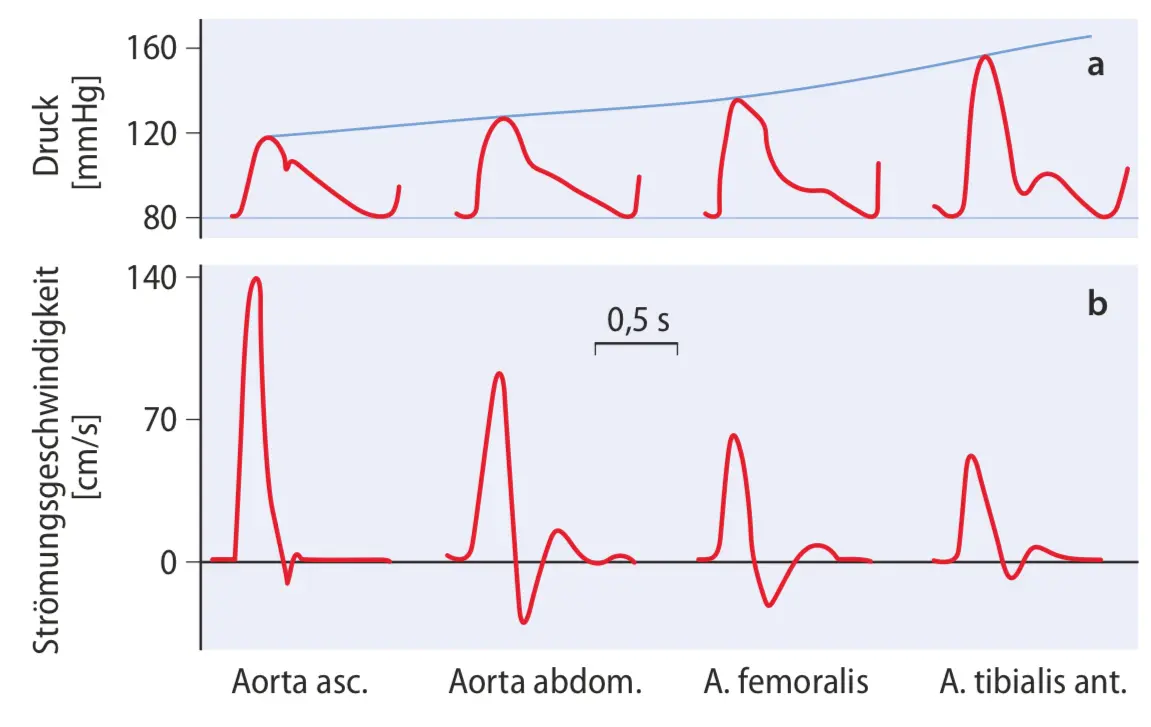 Druck
[mmHg]
160
120
80
a
Strömungsgeschwindigkeit
[cm/s]
140
70
0
b
0,5 s
Aorta asc.
Aorta abdom.
A. femoralis
A. tibialis ant.